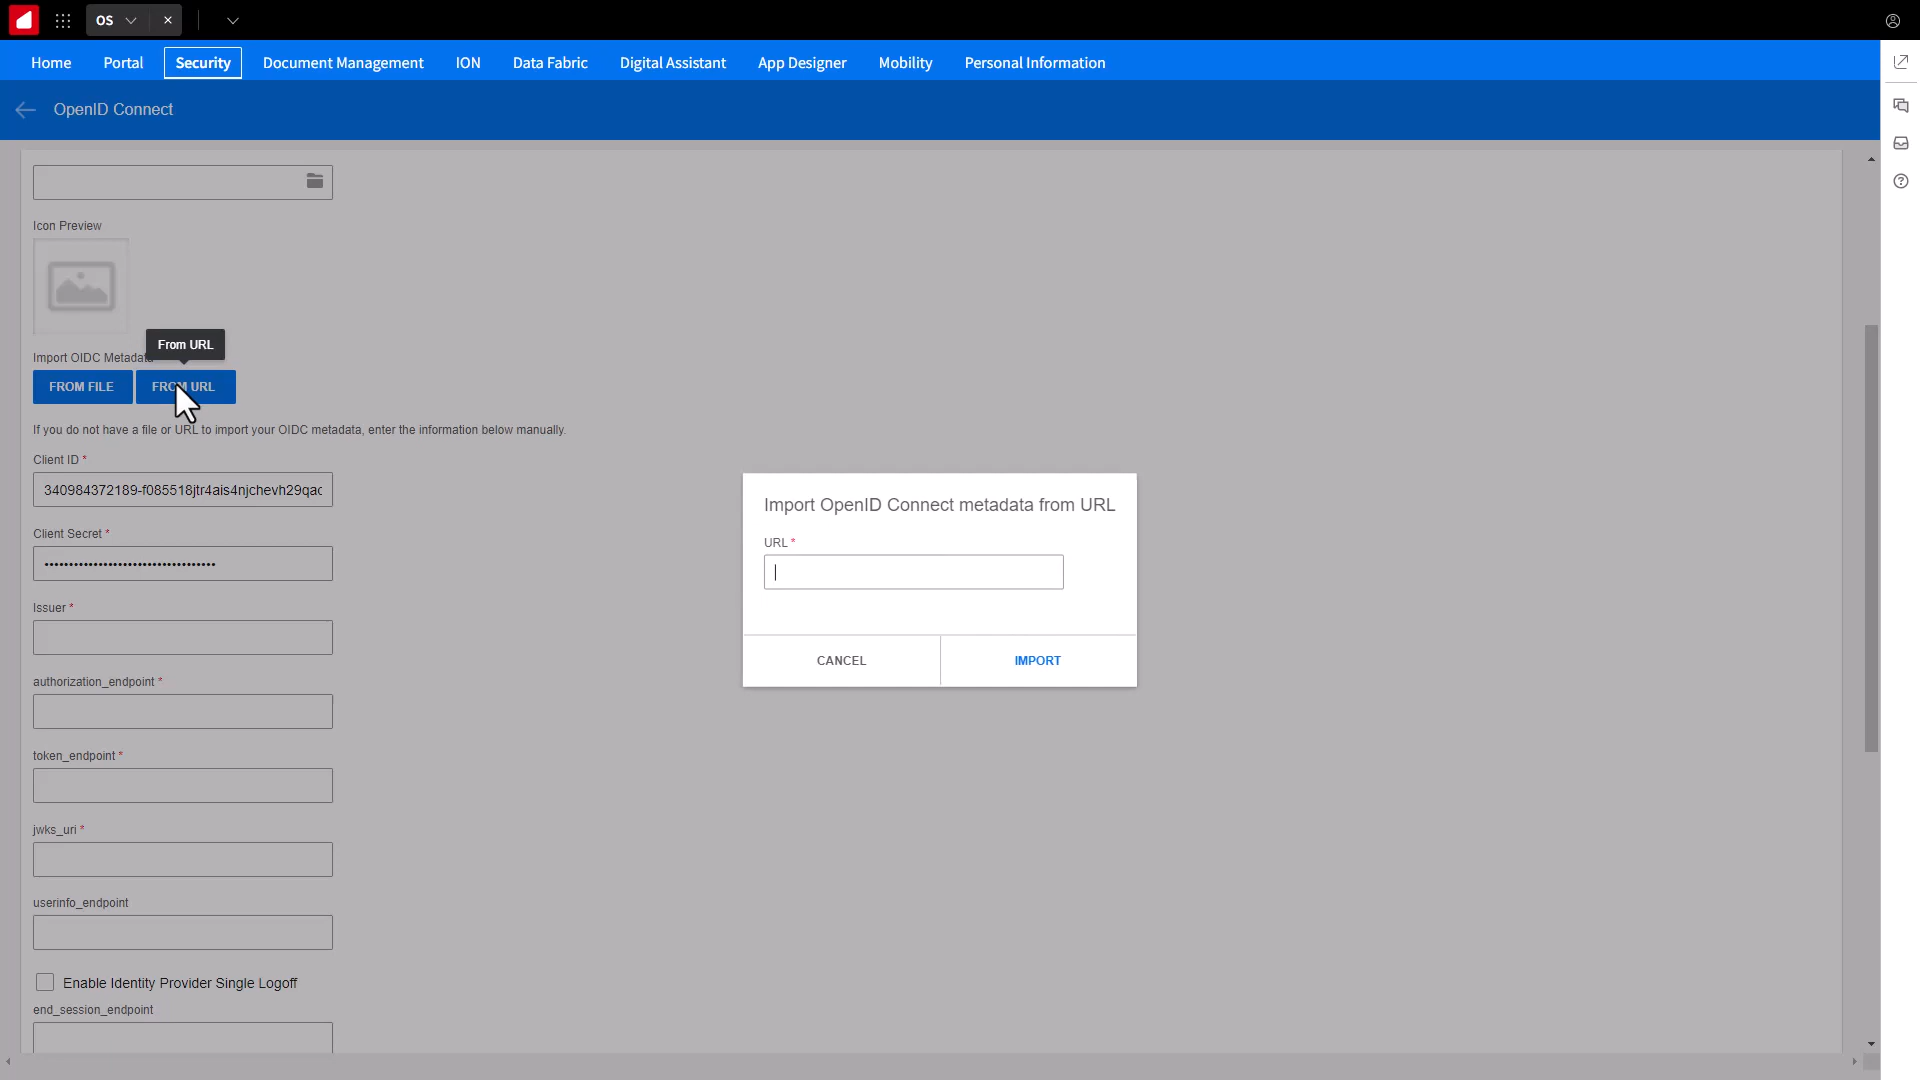 OS
Home Portal Security Document Management ION Data Fabric Digital Assistant App Designer Mobility Personal Information
OpenID Connect
Icon Preview
From URL
Import OIDC Metadata
FROM FILE FROM URL
If you do not have a file or URL to import your OIDC metadata, enter the information below manually.
Client ID *
340984372189-f085518jtr4ais4njchevh29qac
Client Secret *
Issuer *
authorization_endpoint *
token_endpoint *
jwks_uri *
userinfo_endpoint
Enable Identity Provider Single Logoff
end_session_endpoint
Import OpenID Connect metadata from URL
URL *
CANCEL IMPORT